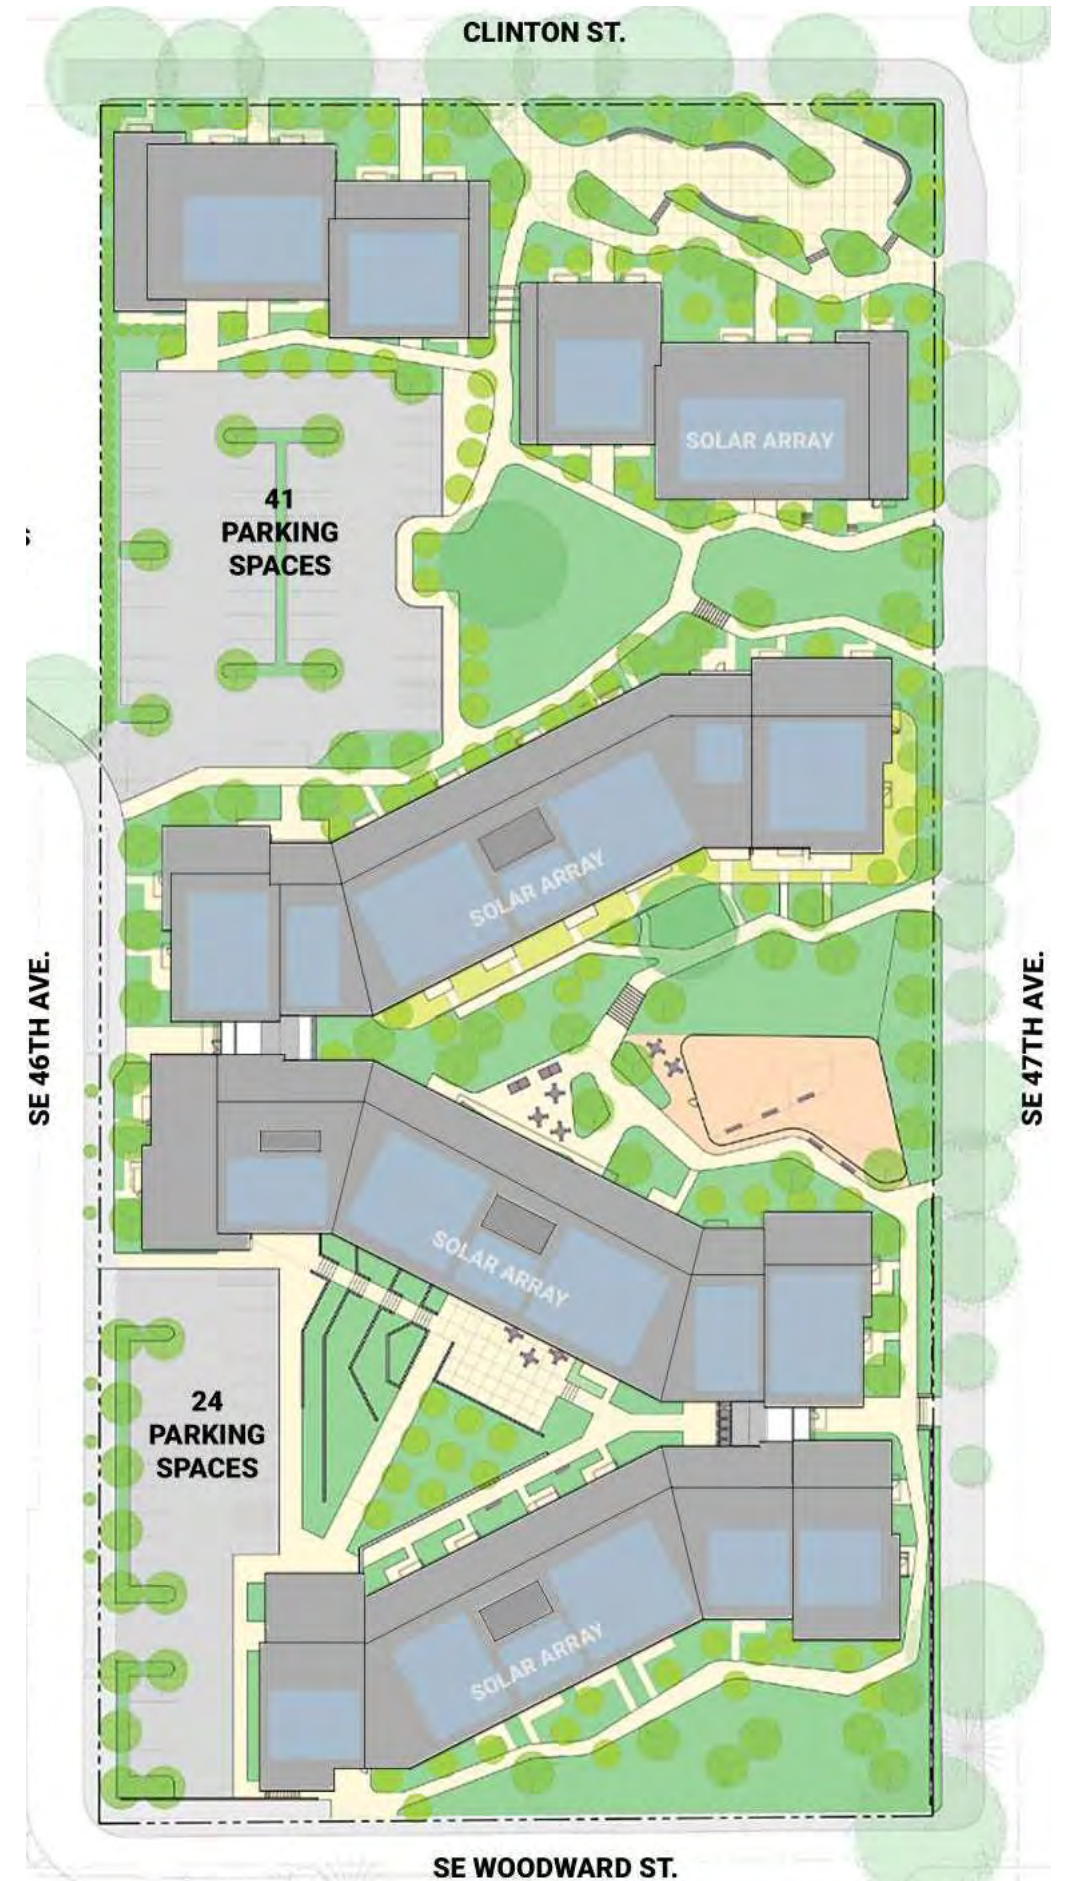 CLINTON ST.
SOLAR ARRAY
41
PARKING
SPACES
SOLAR ARRAY
SE 46TH AVE.
SE 47TH AVE.
SOLAR ARRAY
24
PARKING
SPACES
SOLAR ARRAY
SE WOODWARD ST.